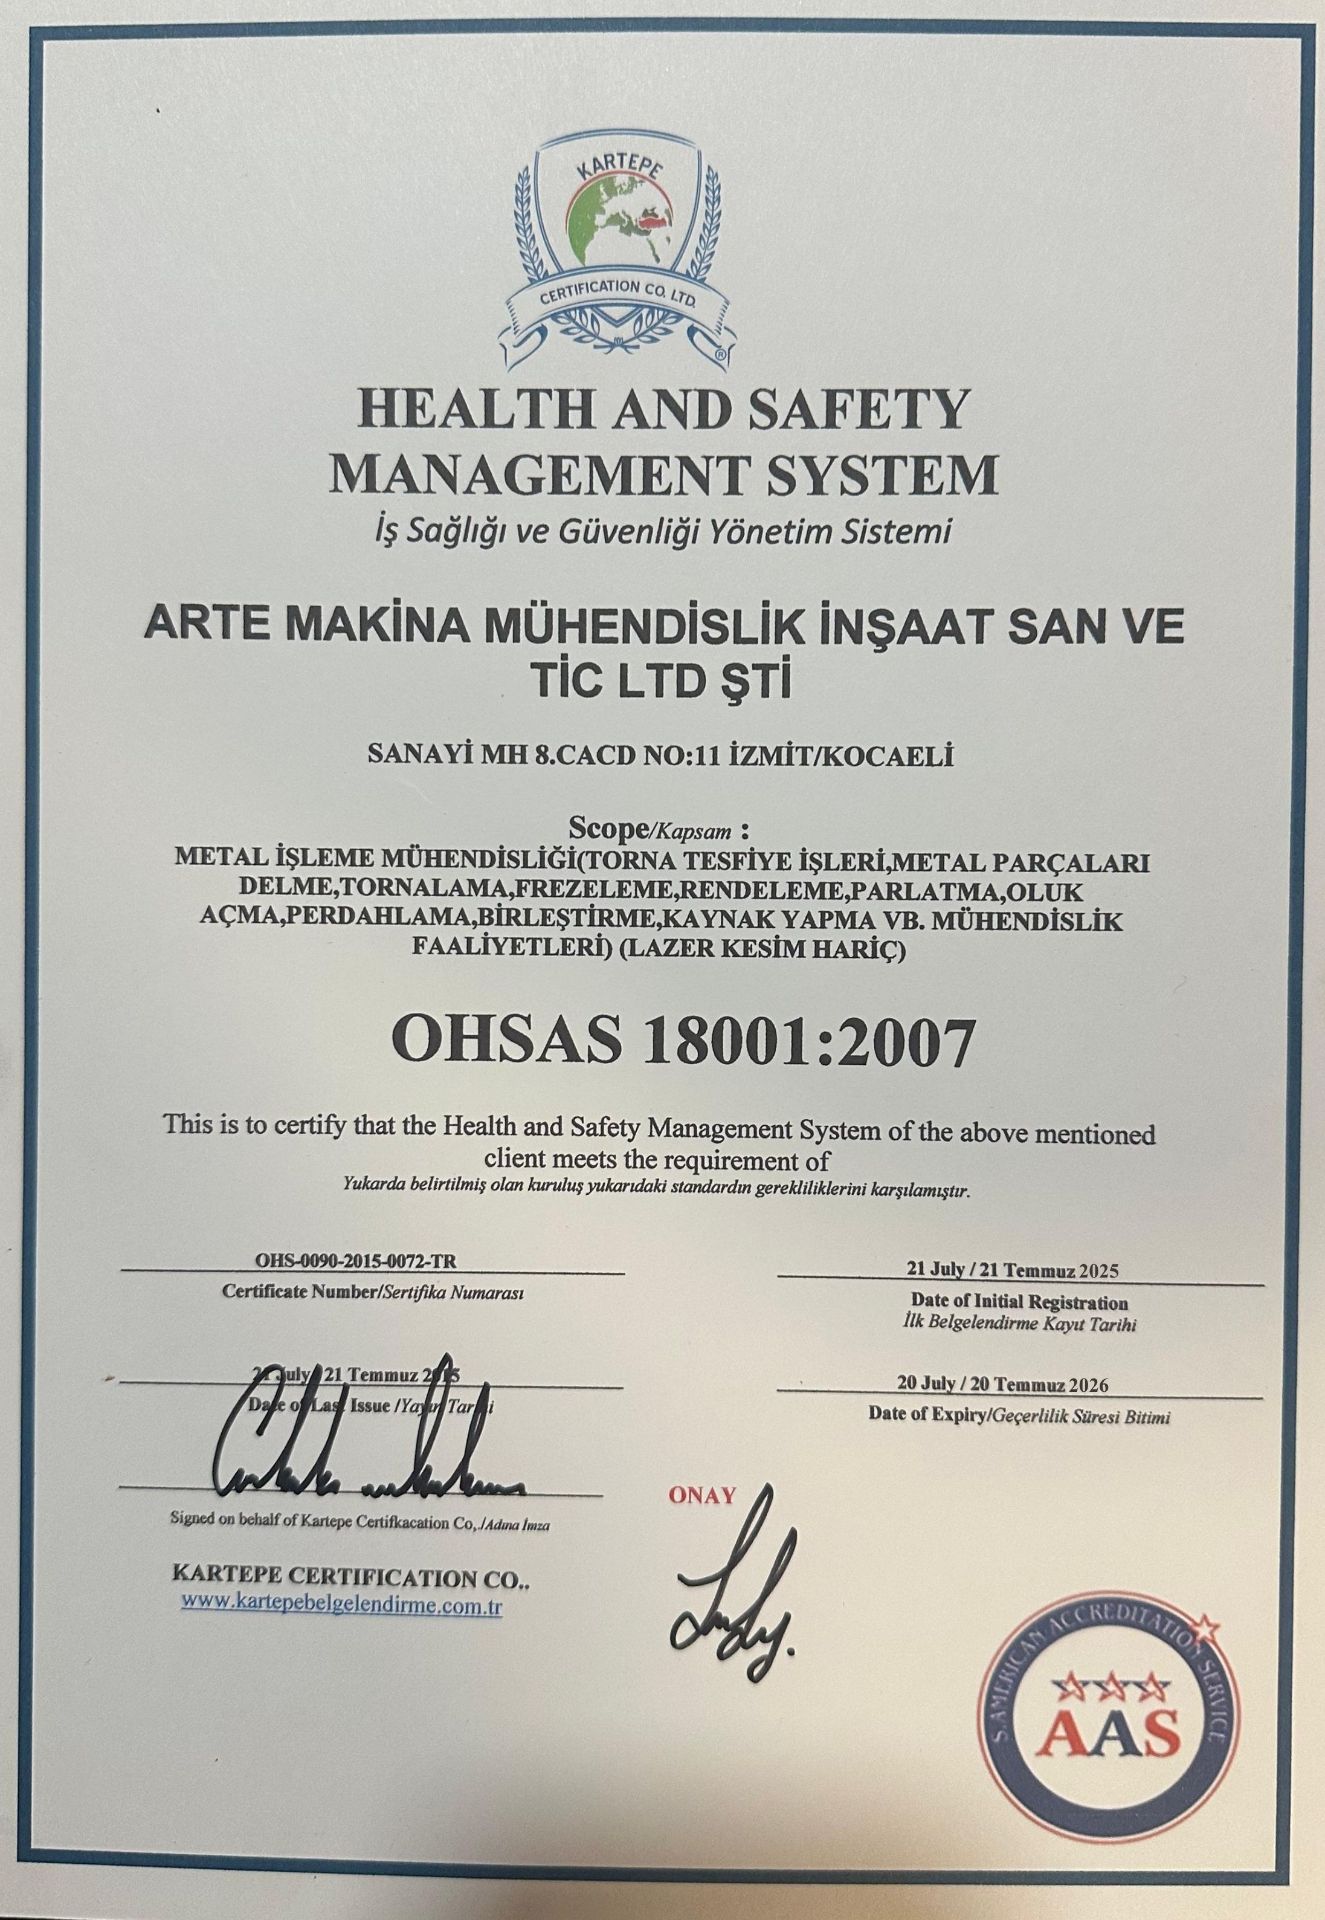 KARTEPE
CERTIFICATION CO. LTD.
®
HEALTH AND SAFETY
MANAGEMENT SYSTEM
İş Sağlığı ve Güvenliği Yönetim Sistemi
ARTE MAKİNA MÜHENDİSLİK İNŞAAT SAN VE
TİC LTD ŞTİ
SANAYİ MH 8.CACD NO:11 İZMİT/KOCAELİ
Scope/Kapsam :
METAL İŞLEME MÜHENDİSLİĞİ(TORNA TESFİYE İŞLERİ,METAL PARÇALARI
DELME,TORNALAMA,FREZELEME,RENDELEME,PARLATMA,OLUK
AÇMA,PERDAHLAMA,BİRLEŞTİRME,KAYNAK YAPMA VB. MÜHENDİSLİK
FAALİYETLERİ) (LAZER KESİM HARİÇ)
OHSAS 18001:2007
This is to certify that the Health and Safety Management System of the above mentioned
client meets the requirement of
Yukarda belirtilmiş olan kuruluş yukarıdaki standardın gerekliliklerini karşılamıştır.
OHS-0090-2015-0072-TR
Certificate Number/Sertifika Numarası
21 July / 21 Temmuz 2025
Date of Initial Registration
İlk Belgelendirme Kayıt Tarihi
21 July / 21 Temmuz 2015
Date of Last Issue /Yayın Tarihi
20 July / 20 Temmuz 2026
Date of Expiry/Geçerlilik Süresi Bitimi
Signed on behalf of Kartepe Certifkacation Co,./Adına İmza
ONAY
KARTEPE CERTIFICATION CO..
www.kartepebelgelendirme.com.tr
S.AMERICAN ACCREDITATION SERVICE
AAS